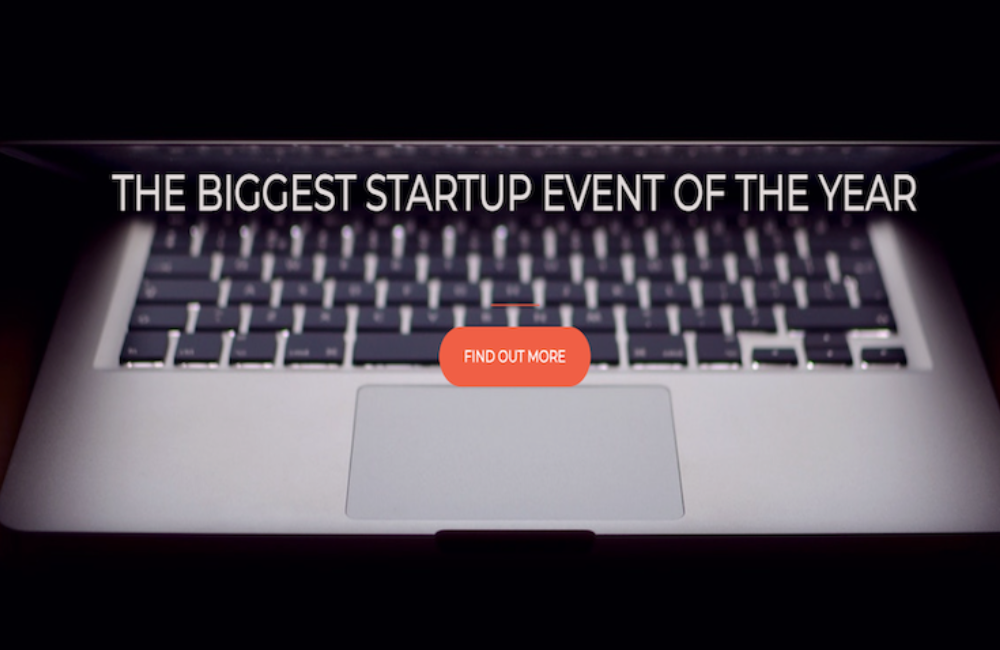 THE BIGGEST STARTUP EVENT OF THE YEAR
FIND OUT MORE